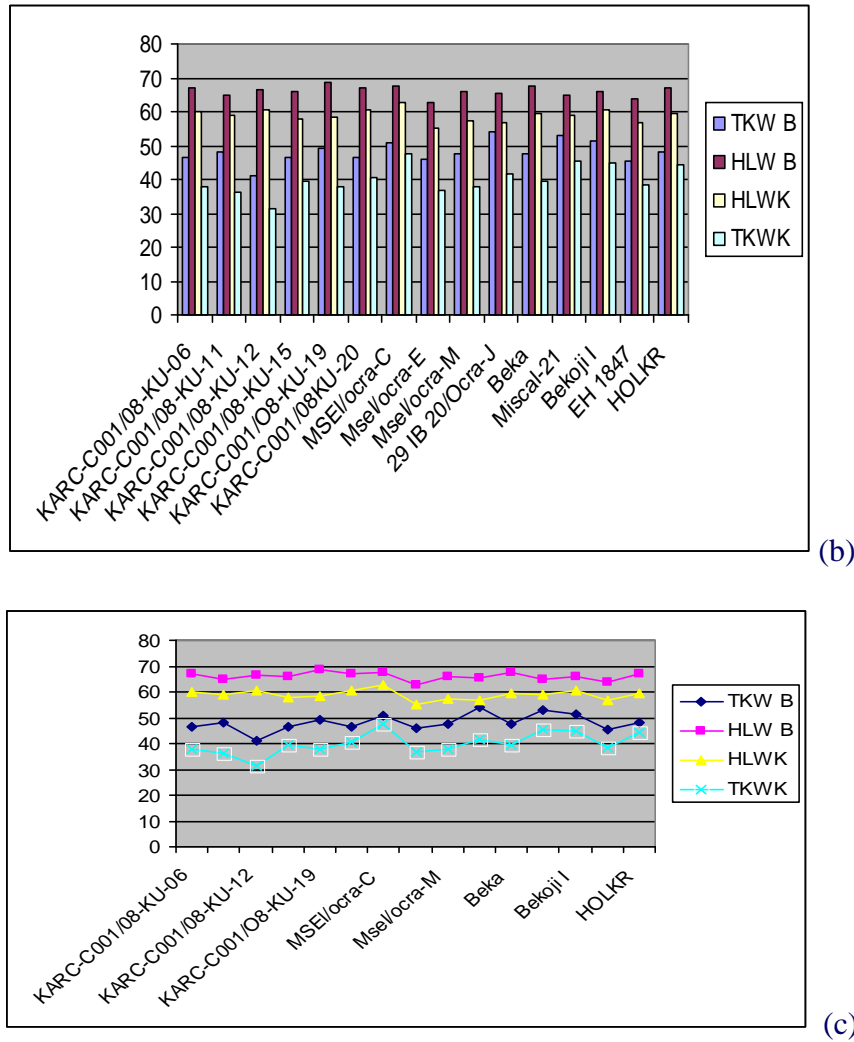 80
70
60
50
40
30
20
10
0
TKW B
HLW B
HLWK
TKWK
KARC-C001/08-KU-06
KARC-C001/08-KU-11
KARC-C001/08-KU-12
KARC-C001/08-KU-15
KARC-C001/O8-KU-19
KARC-C001/08KU-20
MSEl/ocra-C
Msel/ocra-E
Msel/ocra-M
29 IB 20/Ocra-J
Beka
Miscal-21
Bekoji I
EH 1847
HOLKR
(b)
80
70
60
50
40
30
20
10
0
TKW B
HLW B
HLWK
TKWK
KARC-C001/08-KU-06
KARC-C001/08-KU-12
KARC-C001/O8-KU-19
MSEl/ocra-C
Msel/ocra-M
Beka
Bekoji I
HOLKR
(c)